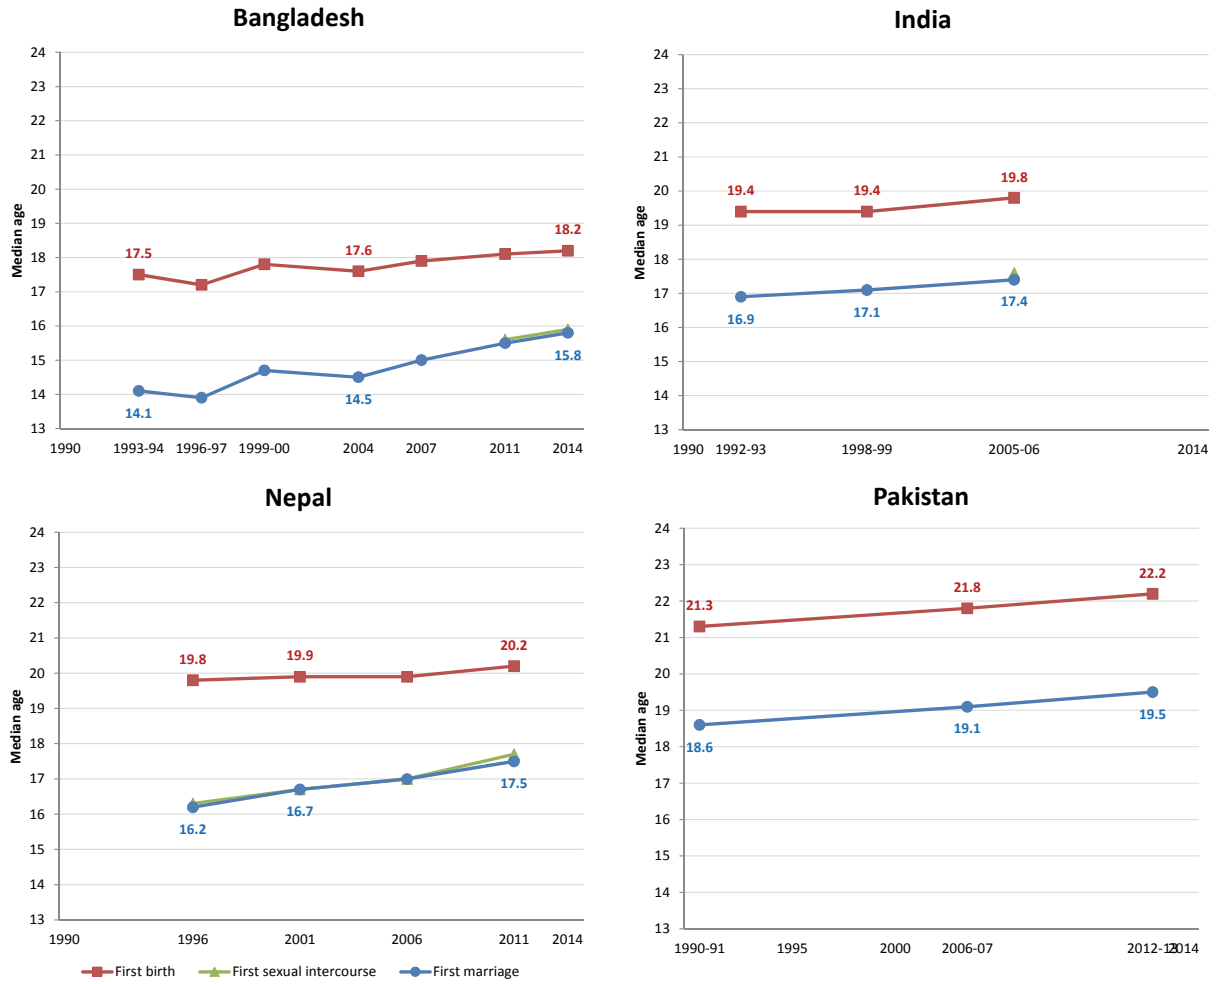 Bangladesh
24
23
22
21
20
19
18
17
16
15
14
13
Median age
17.5
17.6
18.2
14.1
14.5
15.8
1990 1993-94 1996-97 1999-00 2004 2007 2011 2014
India
24
23
22
21
20
19
18
17
16
15
14
13
Median age
19.4 19.4 19.8
16.9 17.1 17.4
1990 1992-93 1998-99 2005-06 2014
Nepal
24
23
22
21
20
19
18
17
16
15
14
13
Median age
19.8 19.9 20.2
16.2 16.7 17.5
1990 1996 2001 2006 2011 2014
Pakistan
24
23
22
21
20
19
18
17
16
15
14
13
Median age
21.3 21.8 22.2
18.6 19.1 19.5
1990-91 1995 2000 2006-07 2012-13 2014
First birth First sexual intercourse First marriage